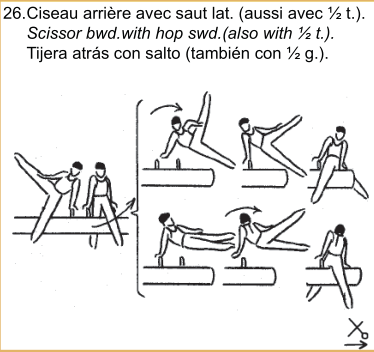 26.Ciseau arrière avec saut lat. (aussi avec ½ t.).
Scissor bwd.with hop swd.(also with ½ t.).
Tijera atrás con salto (también con ½ g.).